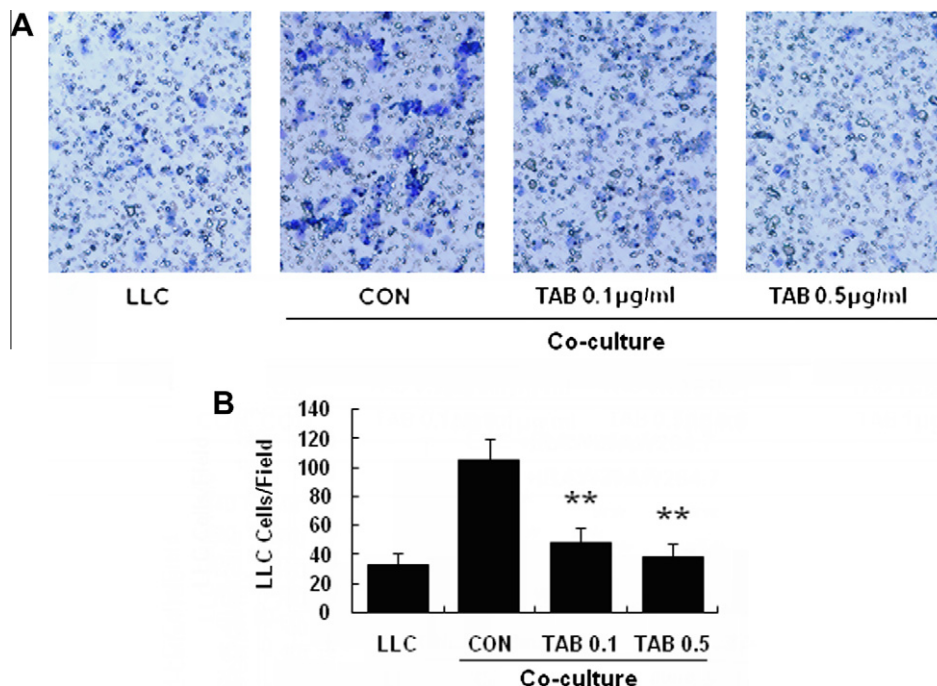 A
LLC
CON
TAB 0.1µg/ml
TAB 0.5µg/ml
Co-culture
B
LLC Cells/Field
140
120
100
80
60
40
20
0
**
**
LLC
CON
TAB 0.1
TAB 0.5
Co-culture